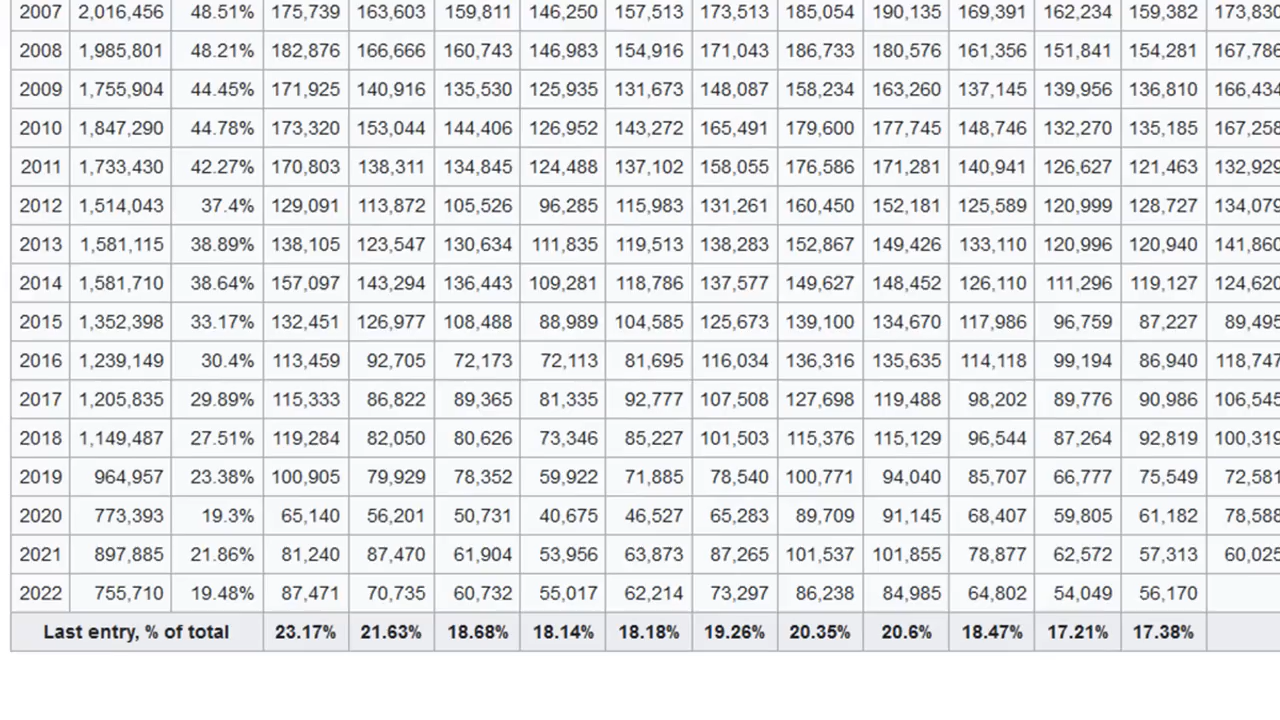 2007 2,016,456 48.51% 175,739 163,603 159,811 146,250 157,513 173,513 185,054 190,135 169,391 162,234 159,382 173,830
2008 1,985,801 48.21% 182,876 166,666 160,743 146,983 154,916 171,043 186,733 180,576 161,356 151,841 154,281 167,786
2009 1,755,904 44.45% 171,925 140,916 135,530 125,935 131,673 148,087 158,234 163,260 137,145 139,956 136,810 166,434
2010 1,847,290 44.78% 173,320 153,044 144,406 126,952 143,272 165,491 179,600 177,745 148,746 132,270 135,185 167,258
2011 1,733,430 42.27% 170,803 138,311 134,845 124,488 137,102 158,055 176,586 171,281 140,941 126,627 121,463 132,929
2012 1,514,043 37.4% 129,091 113,872 105,526 96,285 115,983 131,261 160,450 152,181 125,589 120,999 128,727 134,079
2013 1,581,115 38.89% 138,105 123,547 130,634 111,835 119,513 138,283 152,867 149,426 133,110 120,996 120,940 141,860
2014 1,581,710 38.64% 157,097 143,294 136,443 109,281 118,786 137,577 149,627 148,452 126,110 111,296 119,127 124,620
2015 1,352,398 33.17% 132,451 126,977 108,488 88,989 104,585 125,673 139,100 134,670 117,986 96,759 87,227 89,495
2016 1,239,149 30.4% 113,459 92,705 72,173 72,113 81,695 116,034 136,316 135,635 114,118 99,194 86,940 118,747
2017 1,205,835 29.89% 115,333 86,822 89,365 81,335 92,777 107,508 127,698 119,488 98,202 89,776 90,986 106,545
2018 1,149,487 27.51% 119,284 82,050 80,626 73,346 85,227 101,503 115,376 115,129 96,544 87,264 92,819 100,319
2019 964,957 23.38% 100,905 79,929 78,352 59,922 71,885 78,540 100,771 94,040 85,707 66,777 75,549 72,581
2020 773,393 19.3% 65,140 56,201 50,731 40,675 46,527 65,283 89,709 91,145 68,407 59,805 61,182 78,588
2021 897,885 21.86% 81,240 87,470 61,904 53,956 63,873 87,265 101,537 101,855 78,877 62,572 57,313 60,025
2022 755,710 19.48% 87,471 70,735 60,732 55,017 62,214 73,297 86,238 84,985 64,802 54,049 56,170
Last entry, % of total 23.17% 21.63% 18.68% 18.14% 18.18% 19.26% 20.35% 20.6% 18.47% 17.21% 17.38%